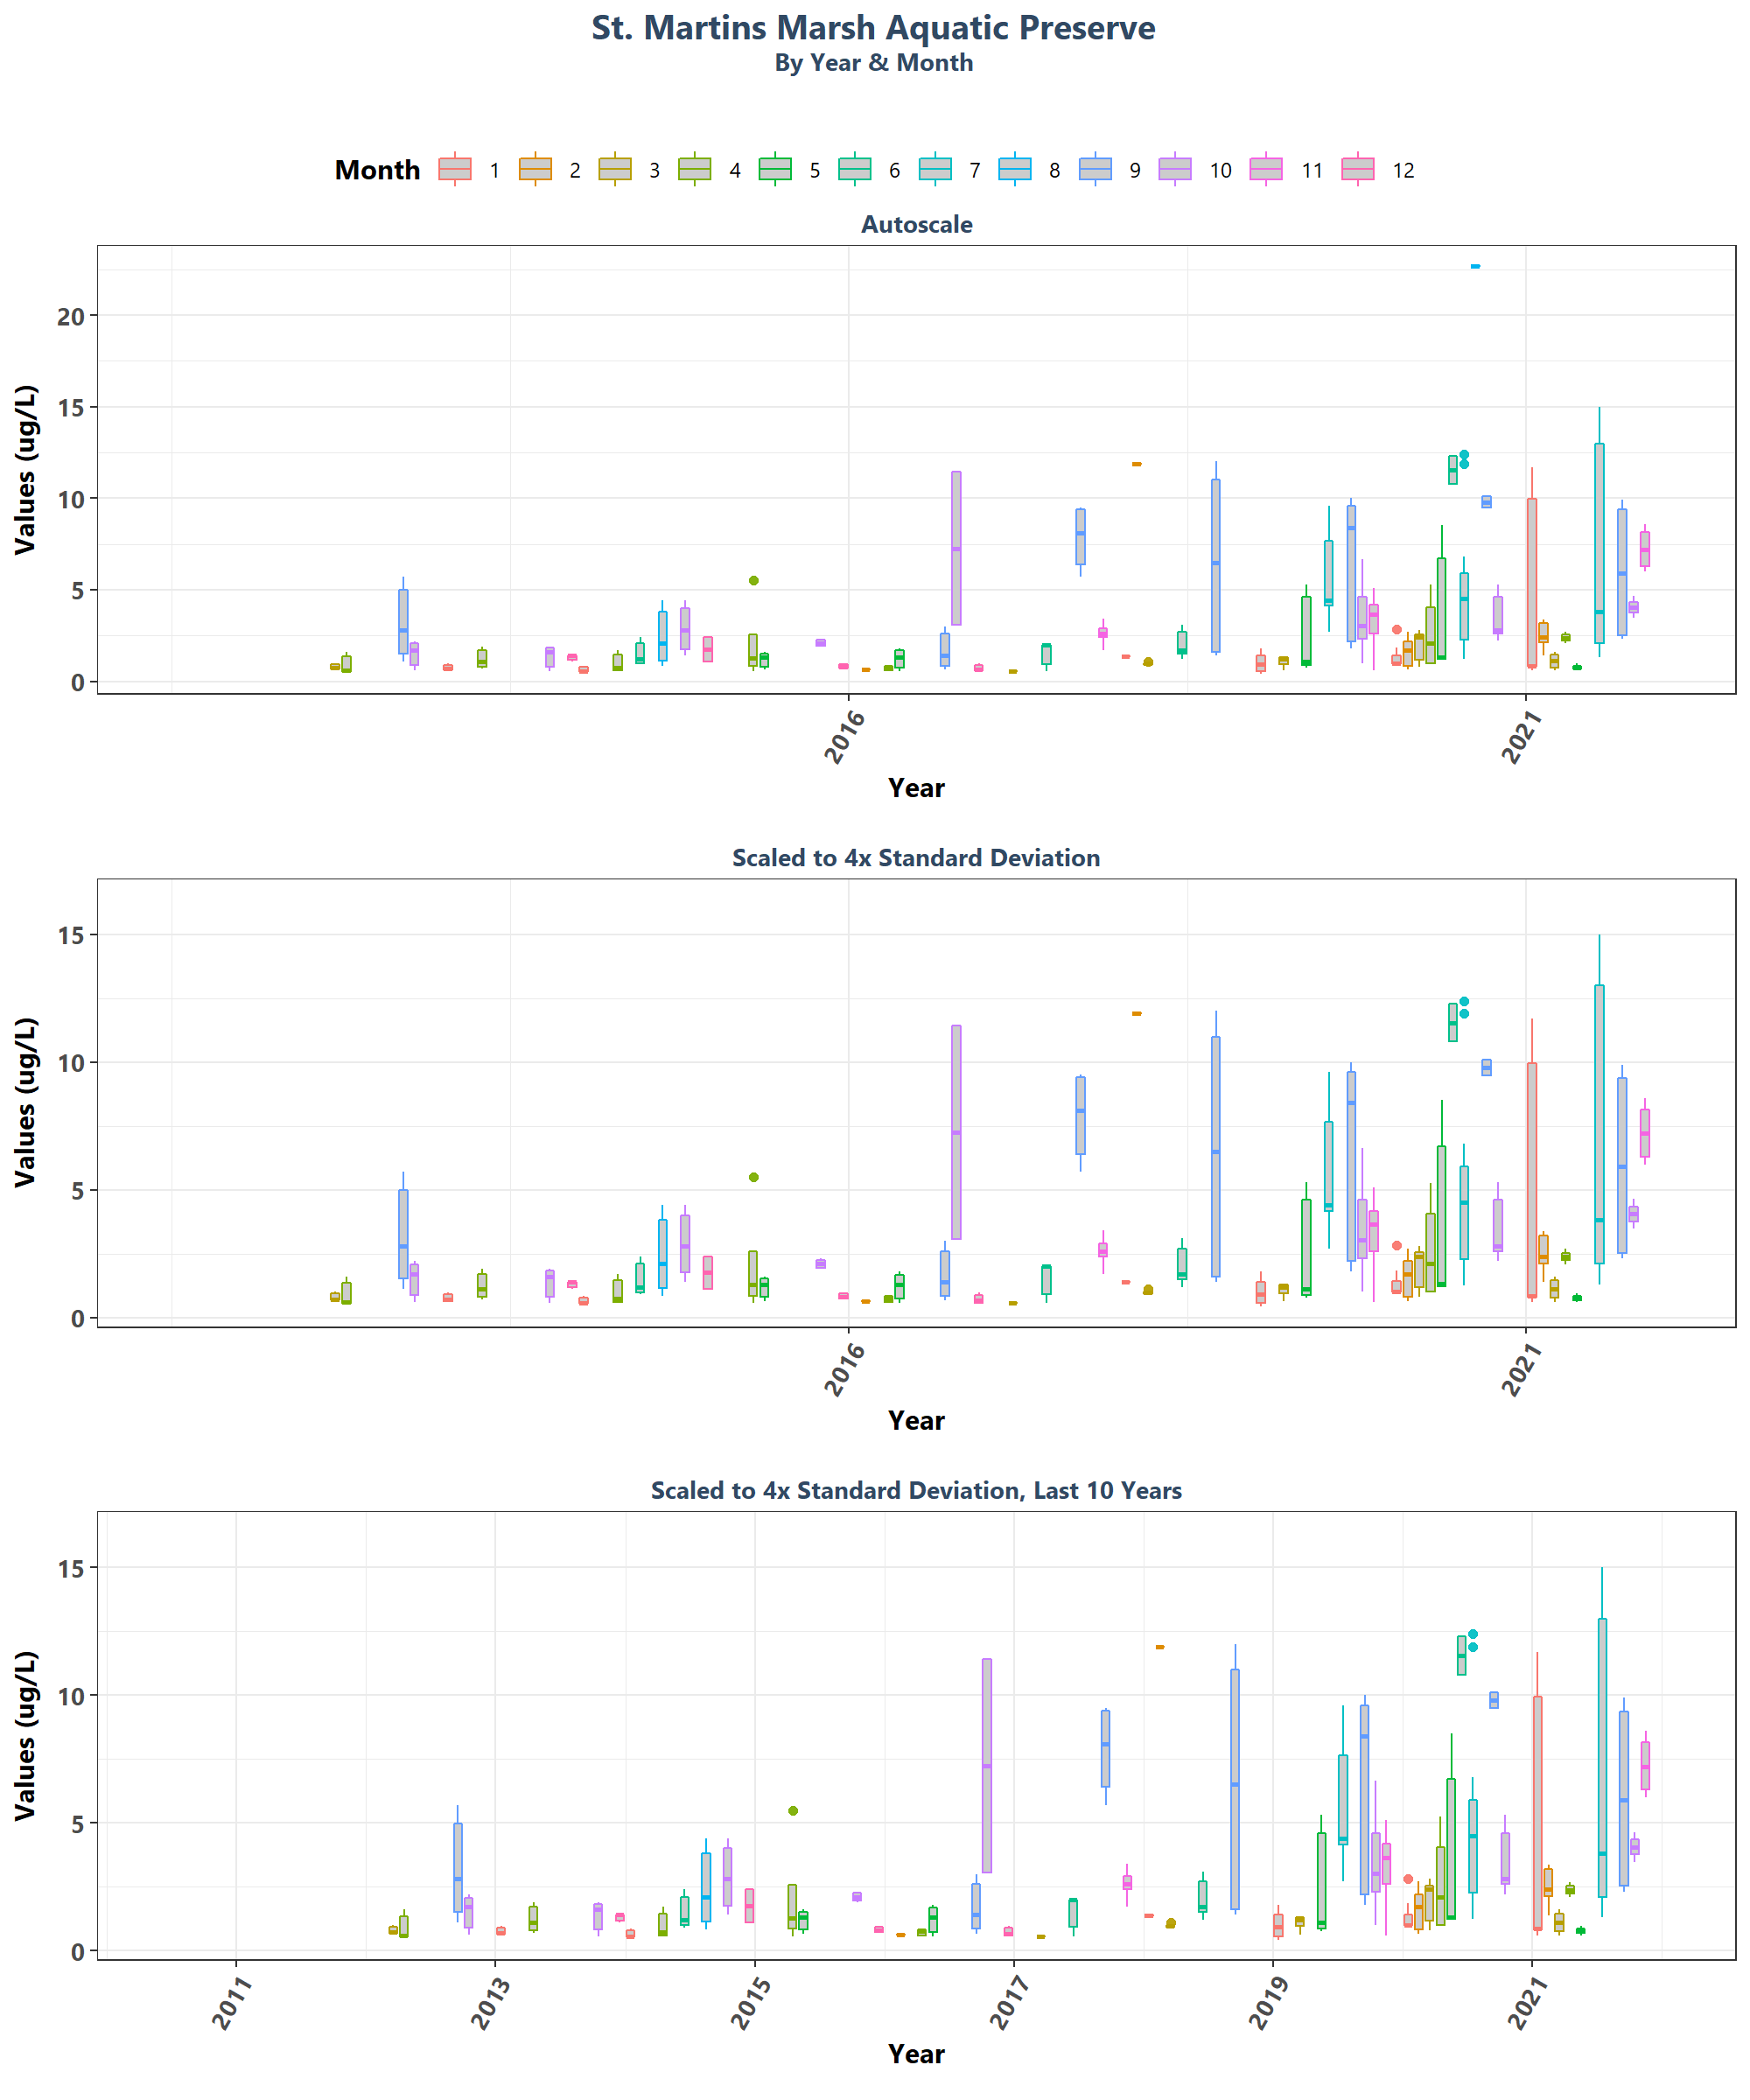 St. Martins Marsh Aquatic Preserve
By Year & Month
Month 1 2 3 4 5 6 7 8 9 10 11 12
Autoscale
Values (ug/L)
20
15
10
5
0
2016 2021
Year
Scaled to 4x Standard Deviation
Values (ug/L)
15
10
5
0
2016 2021
Year
Scaled to 4x Standard Deviation, Last 10 Years
Values (ug/L)
15
10
5
0
2011 2013 2015 2017 2019 2021
Year